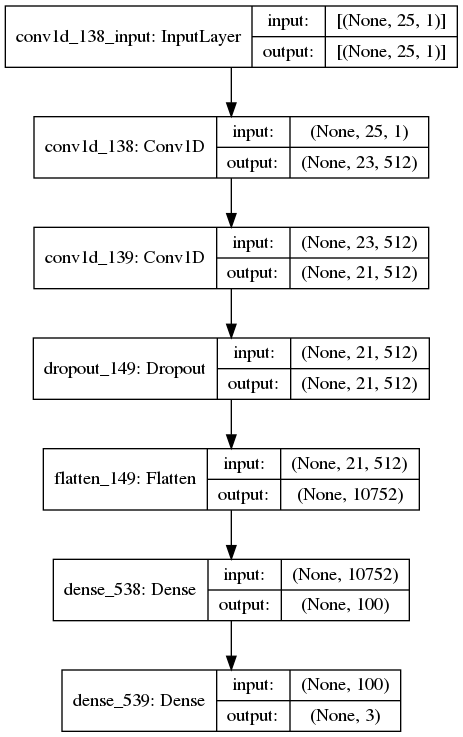 conv1d_138_input: InputLayer
input:
[(None, 25, 1)]
output:
[(None, 25, 1)]
conv1d_138: Conv1D
input:
(None, 25, 1)
output:
(None, 23, 512)
conv1d_139: Conv1D
input:
(None, 23, 512)
output:
(None, 21, 512)
dropout_149: Dropout
input:
(None, 21, 512)
output:
(None, 21, 512)
flatten_149: Flatten
input:
(None, 21, 512)
output:
(None, 10752)
dense_538: Dense
input:
(None, 10752)
output:
(None, 100)
dense_539: Dense
input:
(None, 100)
output:
(None, 3)